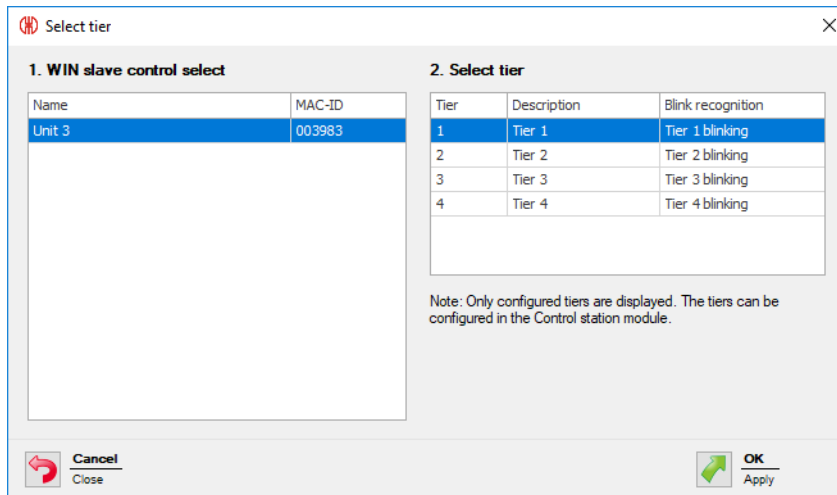 Select tier
1. WIN slave control select
Name MAC-ID
Unit 3 003983
2. Select tier
Tier Description Blink recognition
1 Tier 1 Tier 1 blinking
2 Tier 2 Tier 2 blinking
3 Tier 3 Tier 3 blinking
4 Tier 4 Tier 4 blinking
Note: Only configured tiers are displayed. The tiers can be
configured in the Control station module.
Cancel
Close
OK
Apply